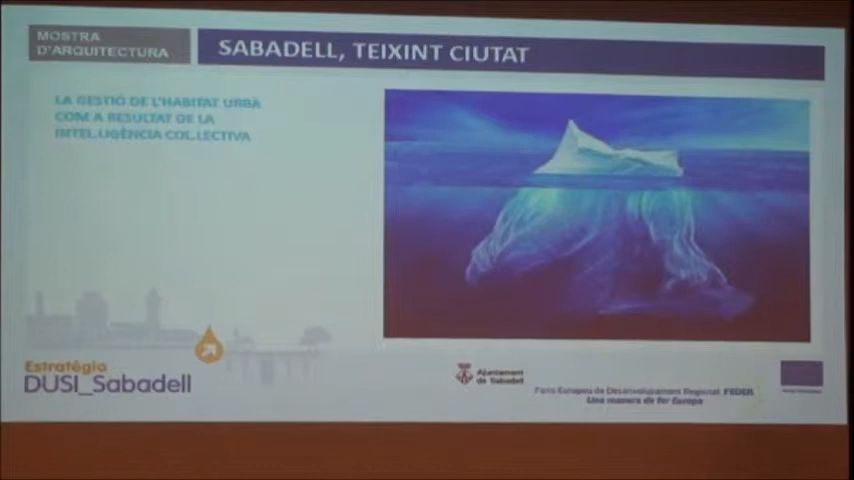 MOSTRA
D'ARQUITECTURA
SABADELL, TEIXINT CIUTAT
LA GESTIÓ DE L'HABITAT URBÀ
COM A RESULTAT DE LA
INTEL.LIGÈNCIA COL.LECTIVA
Estratègia
DUSI_Sabadell
Ajuntament
de Sabadell
Fons Europeu de Desenvolupament Regional FEDER
Una manera de fer Europa